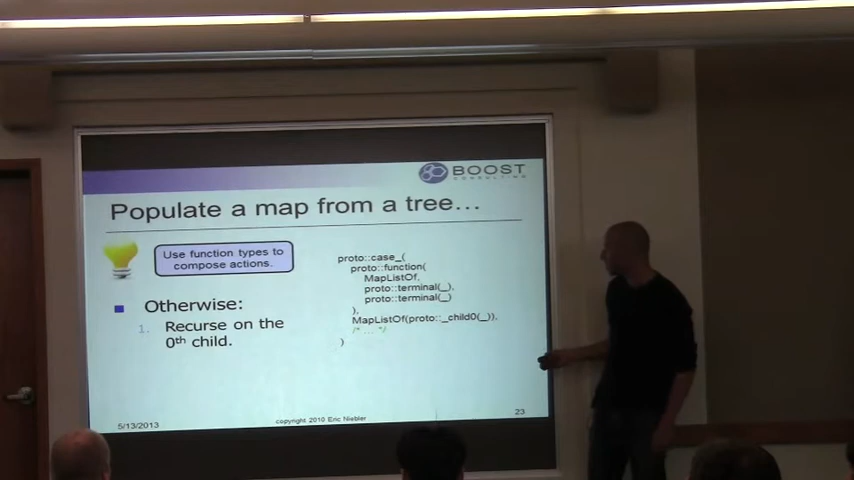 BOOST
CONSULTING
Populate a map from a tree...
Use function types to
compose actions.
Otherwise:
1. Recurse on the
0th child.
proto::case_(
proto::function(
MapListOf,
proto::terminal(_),
proto::terminal(_)
),
MapListOf(proto::_child0(_)),
/* ... */
)
5/13/2013
copyright 2010 Eric Niebler
23